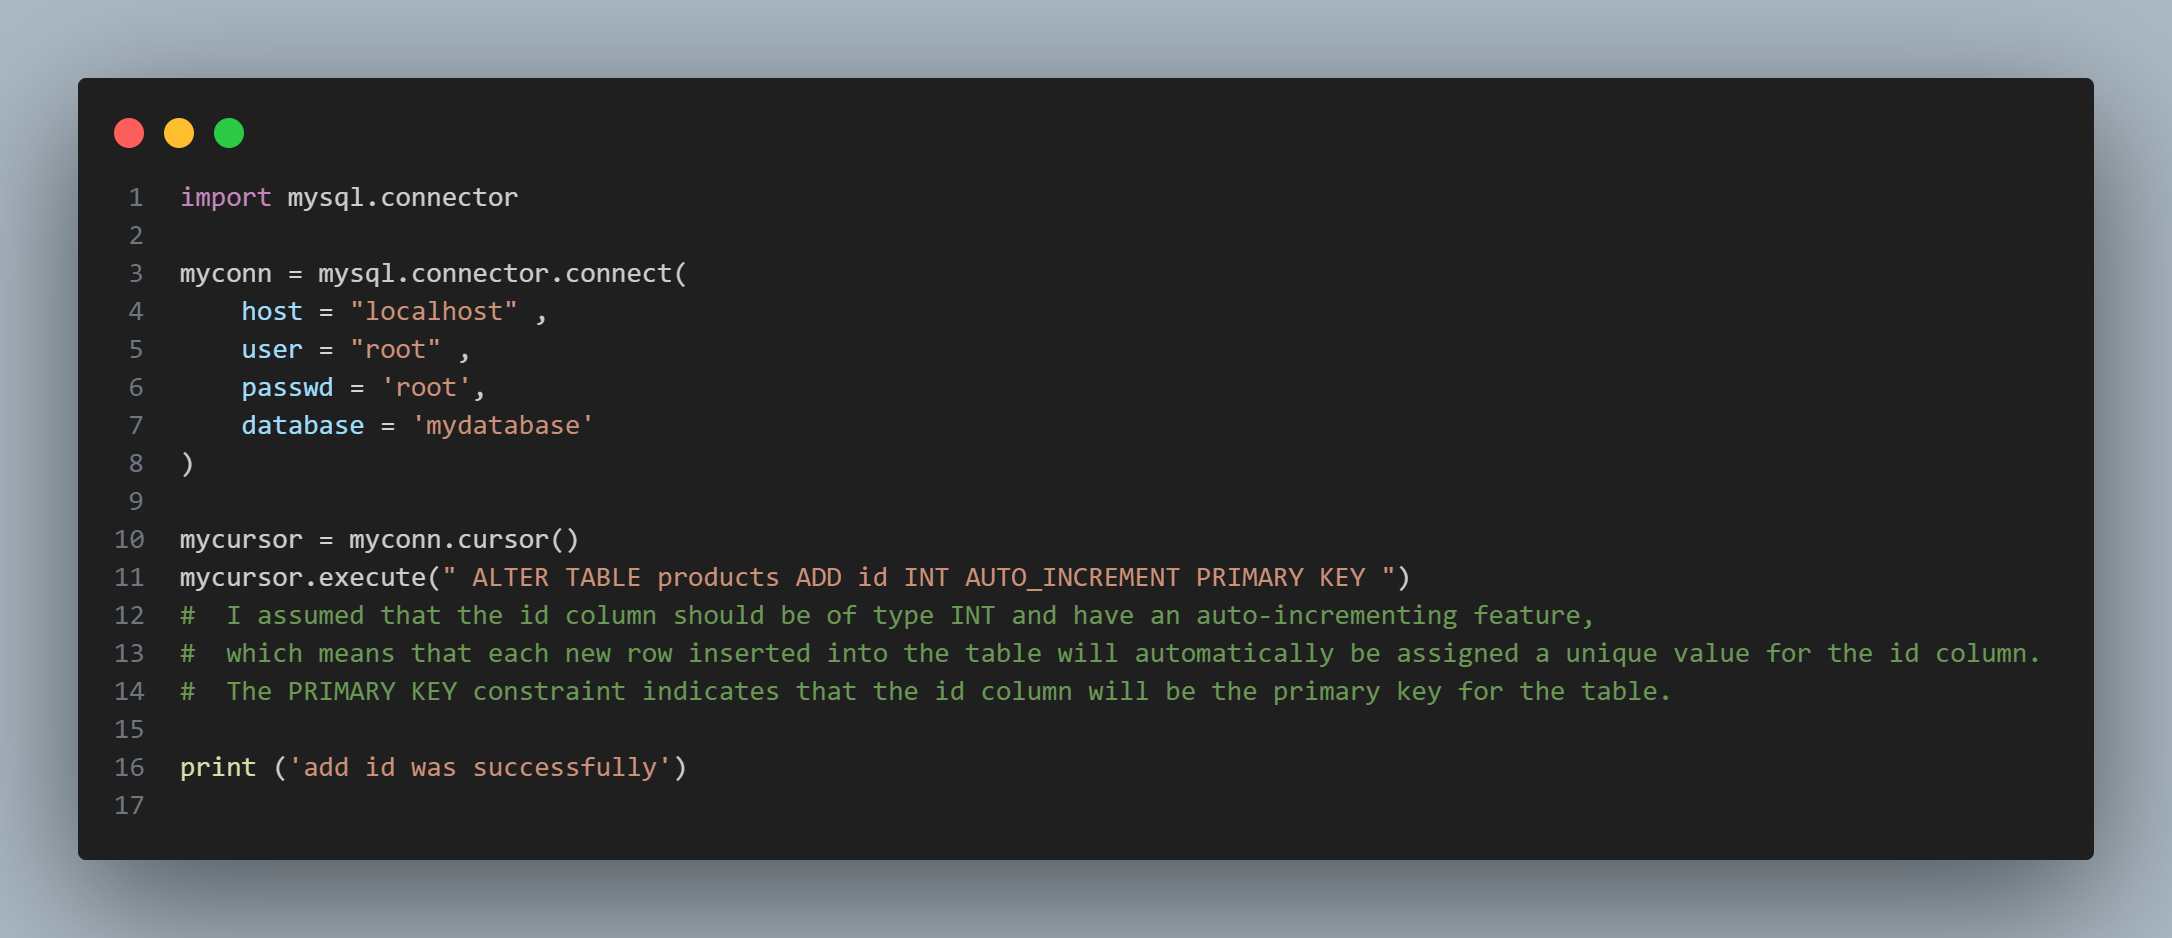 1 import mysql.connector
2
3 myconn = mysql.connector.connect(
4     host = "localhost" ,
5     user = "root" ,
6     passwd = 'root',
7     database = 'mydatabase'
8 )
9
10 mycursor = myconn.cursor()
11 mycursor.execute(" ALTER TABLE products ADD id INT AUTO_INCREMENT PRIMARY KEY ")
12 #  I assumed that the id column should be of type INT and have an auto-incrementing feature,
13 #  which means that each new row inserted into the table will automatically be assigned a unique value for the id column.
14 #  The PRIMARY KEY constraint indicates that the id column will be the primary key for the table.
15
16 print ('add id was successfully')
17